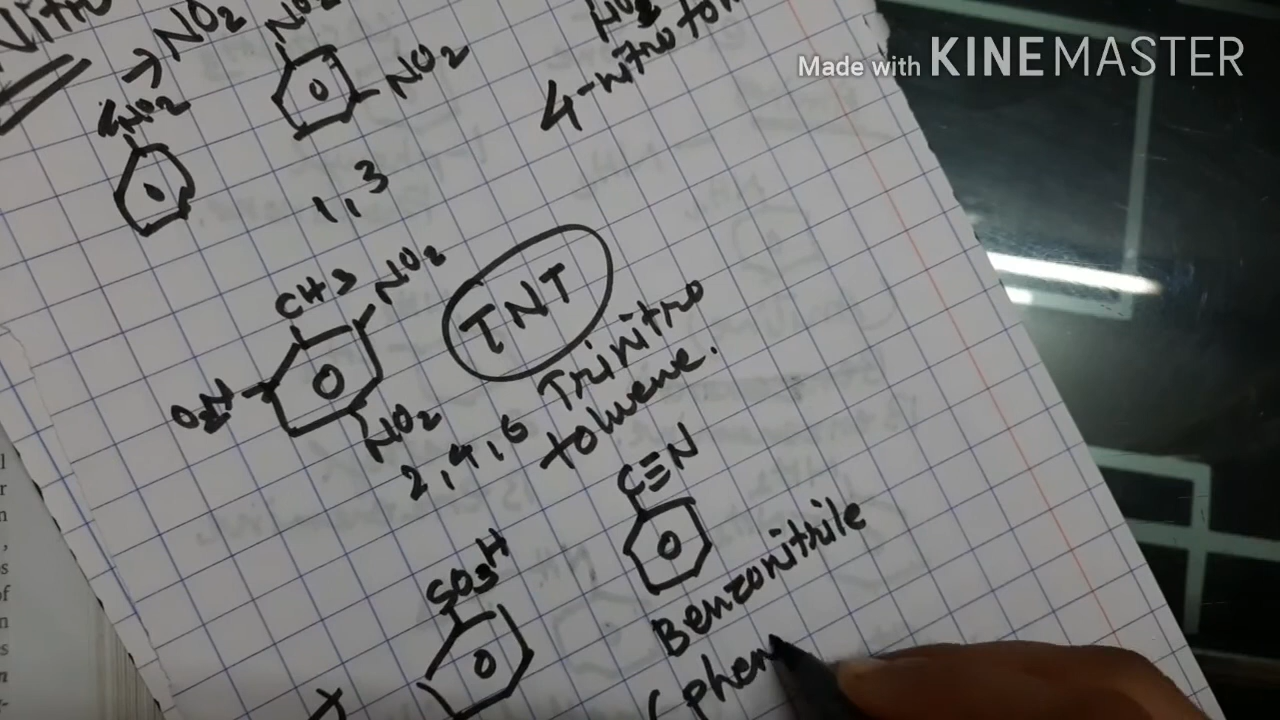 Made with KINEMASTER
Nitro
→NO2
NO2
NO2
1,3
4-nitro
CH3
NO2
O2N
NO2
TNT
2,4,6 Trinitro
toluene.
C≡N
Benzonitrile
(phen
SO3H